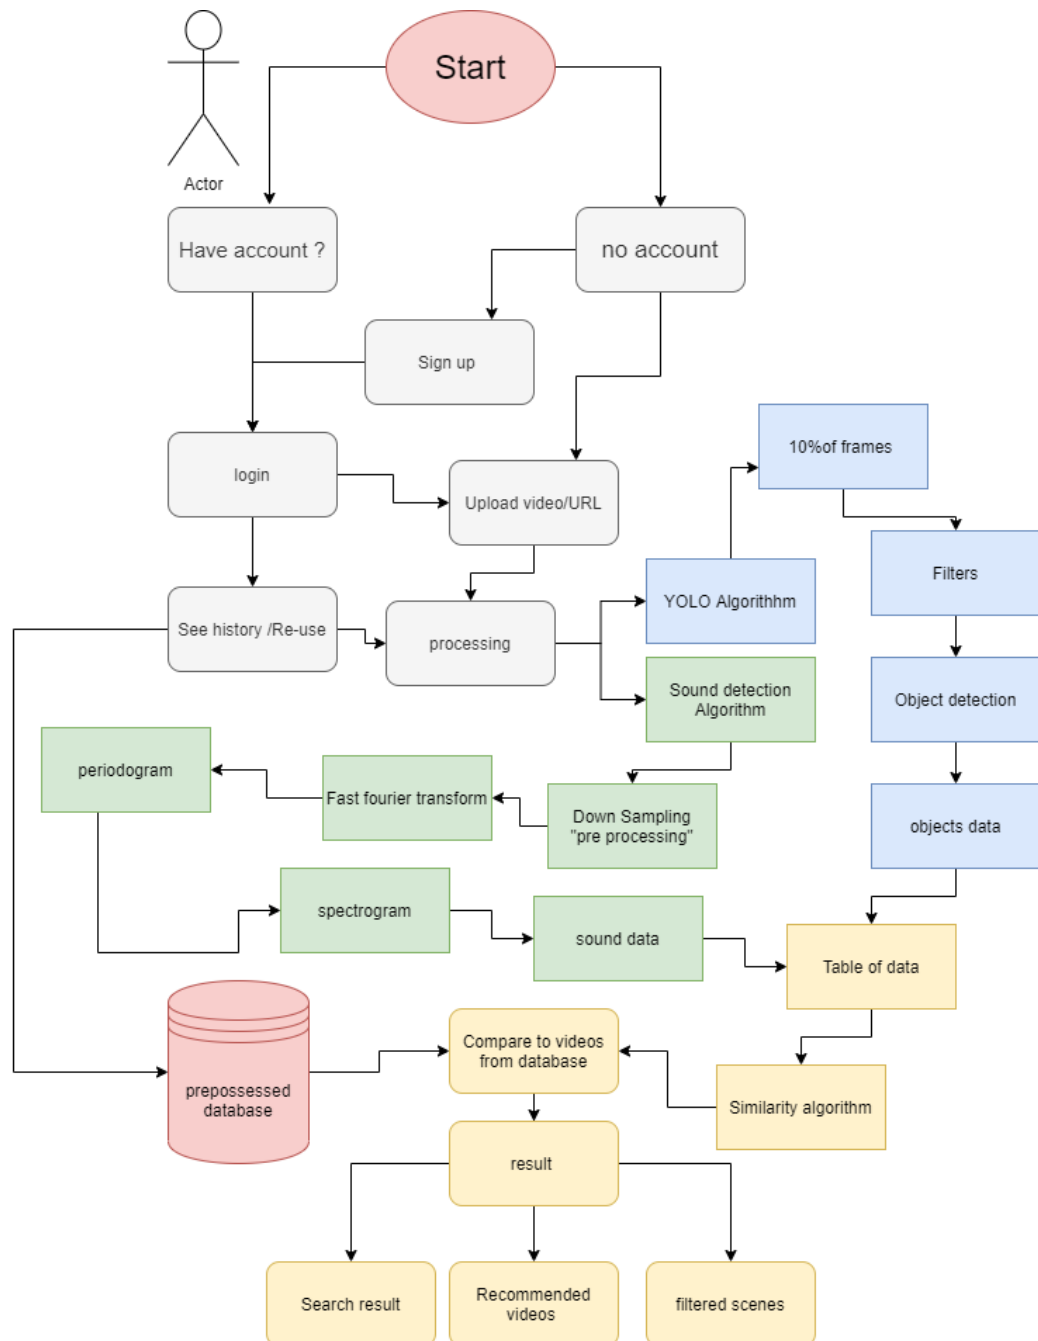 Start
Actor
Have account ?
no account
Sign up
login
Upload video/URL
10%of frames
Filters
See history /Re-use
processing
YOLO Algorithhm
Sound detection
Algorithm
Object detection
periodogram
Fast fourier transform
Down Sampling
"pre processing"
objects data
spectrogram
sound data
Table of data
prepossessed
database
Compare to videos
from database
Similarity algorithm
result
Search result
Recommended
videos
filtered scenes